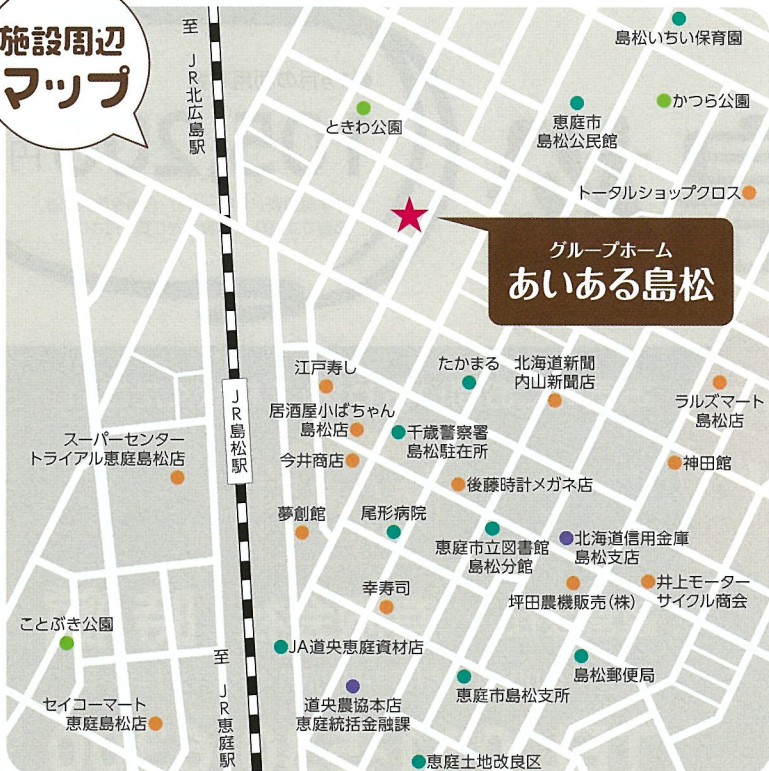 施設周辺
マップ
至 JR北広島駅
島松いちい保育園
ときわ公園
恵庭市
島松公民館
かつら公園
トータルショップクロス
グループホーム
あいある島松
江戸寿し
たかまる
北海道新聞
内山新聞店
ラルズマート
島松店
居酒屋小ばちゃん
島松店
千歳警察署
島松駐在所
JR島松駅
スーパーセンター
トライアル恵庭島松店
今井商店
神田館
後藤時計メガネ店
夢創館
尾形病院
恵庭市立図書館
島松分館
北海道信用金庫
島松支店
幸寿司
坪田農機販売(株)
井上モーター
サイクル商会
ことぶき公園
JA道央恵庭資材店
島松郵便局
至 JR恵庭駅
道央農協本店
恵庭統括金融課
恵庭市島松支所
セイコーマート
恵庭島松店
恵庭土地改良区